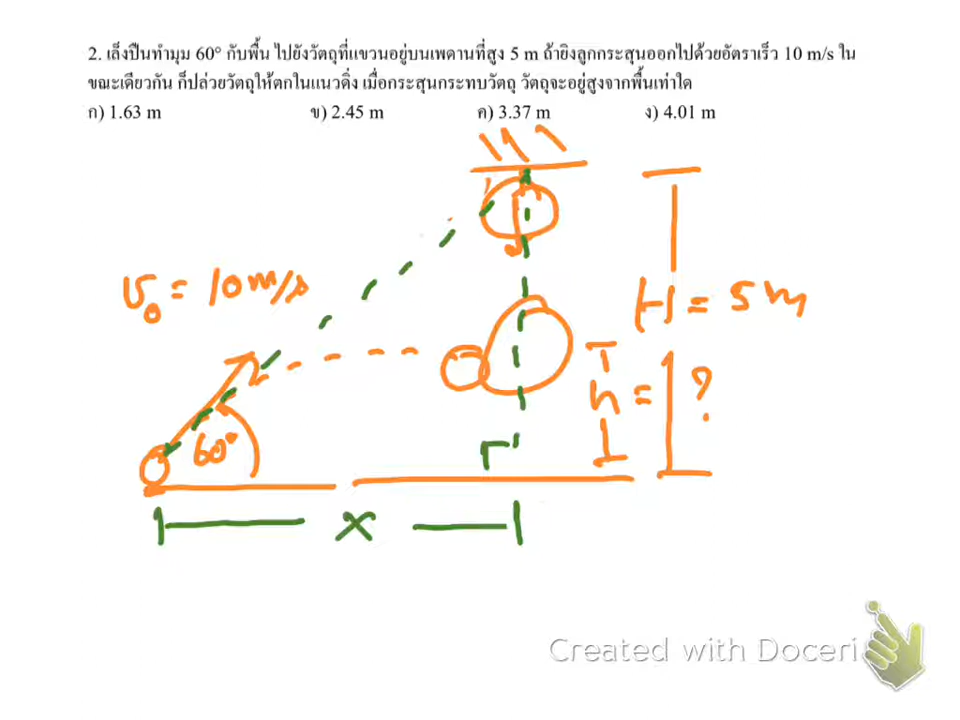 2. เล็งปืนทำมุม 60° กับพื้น ไปยังวัตถุที่แขวนอยู่บนเพดานที่สูง 5 m ถ้ายิงลูกกระสุนออกไปด้วยอัตราเร็ว 10 m/s ใน
ขณะเดียวกัน ก็ปล่วยวัตถุให้ตกในแนวดิ่ง เมื่อกระสุนกระทบวัตถุ วัตถุจะอยู่สูงจากพื้นเท่าใด
ก) 1.63 m ข) 2.45 m ค) 3.37 m ง) 4.01 m
υ₀ = 10 m/s
H = 5 m
h = ?
60°
x
Created with Doceri